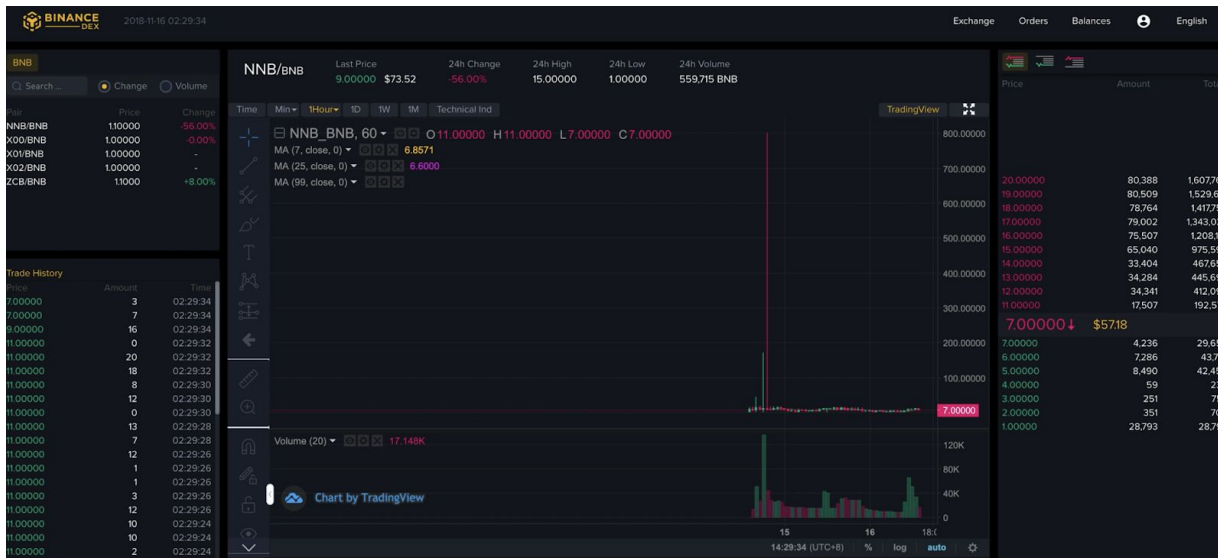 BINANCE DEX 2018-11-16 02:29:34 Exchange Orders Balances English
BNB
Search ... Change Volume
Pair Price Change
NNB/BNB 1.10000 -56.00%
X00/BNB 1.00000 -0.00%
X01/BNB 1.00000 -
X02/BNB 1.00000 -
ZCB/BNB 1.1000 +8.00%
Trade History
Price Amount Time
7.00000 3 02:29:34
7.00000 7 02:29:34
9.00000 16 02:29:34
11.00000 0 02:29:32
11.00000 20 02:29:32
11.00000 18 02:29:32
11.00000 8 02:29:30
11.00000 12 02:29:30
11.00000 0 02:29:30
11.00000 13 02:29:28
11.00000 7 02:29:28
11.00000 12 02:29:26
11.00000 1 02:29:26
11.00000 1 02:29:26
11.00000 3 02:29:26
11.00000 12 02:29:26
11.00000 10 02:29:24
11.00000 10 02:29:24
11.00000 2 02:29:24
NNB/BNB
Last Price 24h Change 24h High 24h Low 24h Volume
9.00000 $73.52 -56.00% 15.00000 1.00000 559,715 BNB
Time Min 1Hour 1D 1W 1M Technical Ind TradingView
NNB_BNB, 60 O11.00000 H11.00000 L7.00000 C7.00000
MA (7, close, 0) 6.8571
MA (25, close, 0) 6.6000
MA (99, close, 0)
800.00000
700.00000
600.00000
500.00000
400.00000
300.00000
200.00000
100.00000
7.00000
Volume (20) 17.148K
120K
80K
40K
0
Chart by TradingView
15 16 18:
14:29:34 (UTC+8) % log auto
Price Amount
20.00000 80,388
19.00000 80,509
18.00000 78,764
17.00000 79,002
16.00000 75,507
15.00000 65,040
14.00000 33,404
13.00000 34,284
12.00000 34,341
11.00000 17,507
7.00000↓ $57.18
7.00000 4,236
6.00000 7,286
5.00000 8,490
4.00000 59
3.00000 251
2.00000 351
1.00000 28,793